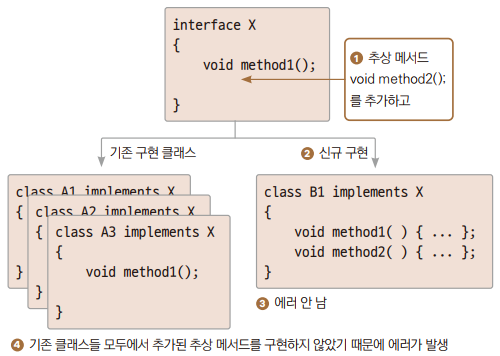 interface X
{
void method1();
}
❶ 추상 메서드
void method2();
를 추가하고
기존 구현 클래스
❷ 신규 구현
class A1 implements X
{
}
class A2 implements X
{
}
class A3 implements X
{
void method1();
}
class B1 implements X
{
void method1( ) { ... };
void method2( ) { ... };
}
❸ 에러 안 남
❹ 기존 클래스들 모두에서 추가된 추상 메서드를 구현하지 않았기 때문에 에러가 발생